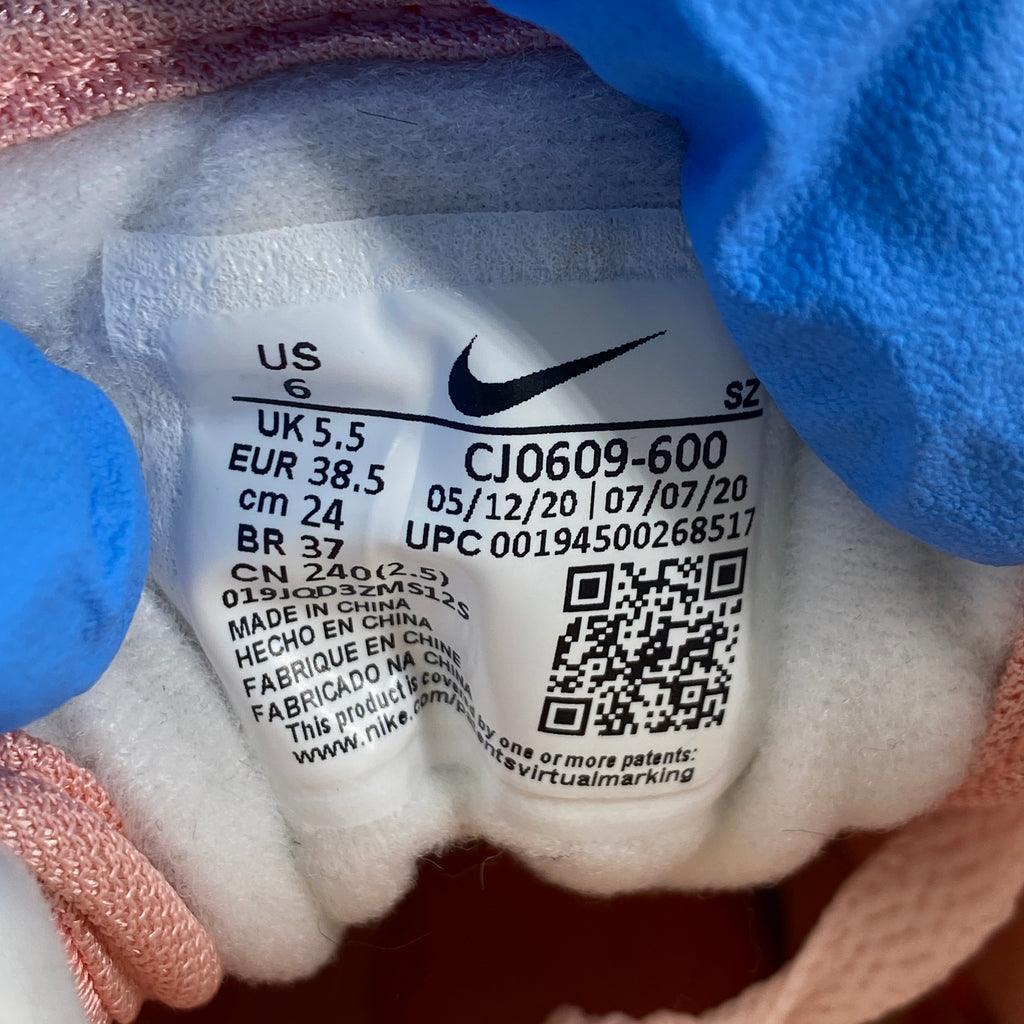 US
6
SZ
UK 5.5
EUR 38.5
cm 24
BR 37
CN 240(2.5)
019JQD3ZMS12S
MADE IN CHINA
HECHO EN CHINA
FABRIQUE EN CHINE
FABRICADO NA CHINA
This product is covered by one or more patents:
www.nike.com/patentsvirtualmarking
CJ0609-600
05/12/20 | 07/07/20
UPC 00194500268517